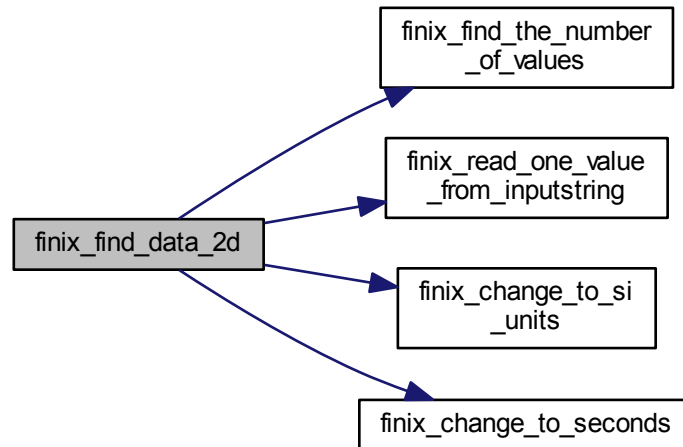 finix_find_the_number
_of_values
finix_read_one_value
_from_inputstring
finix_find_data_2d
finix_change_to_si
_units
finix_change_to_seconds